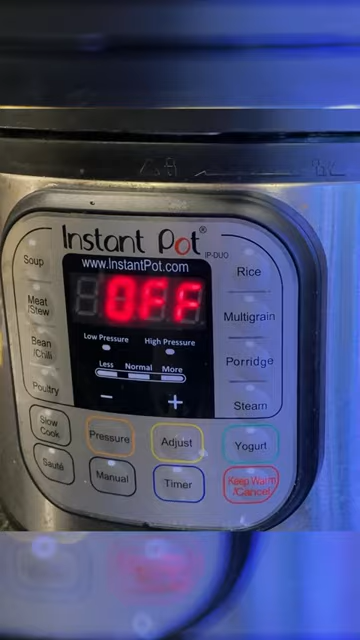 Instant Pot®
IP-DUO
www.InstantPot.com
OFF
Low Pressure High Pressure
Less Normal More
− +
Soup
Meat
/Stew
Bean
/Chili
Poultry
Slow
Cook
Sauté
Rice
Multigrain
Porridge
Steam
Pressure
Adjust
Yogurt
Manual
Timer
Keep Warm
/Cancel